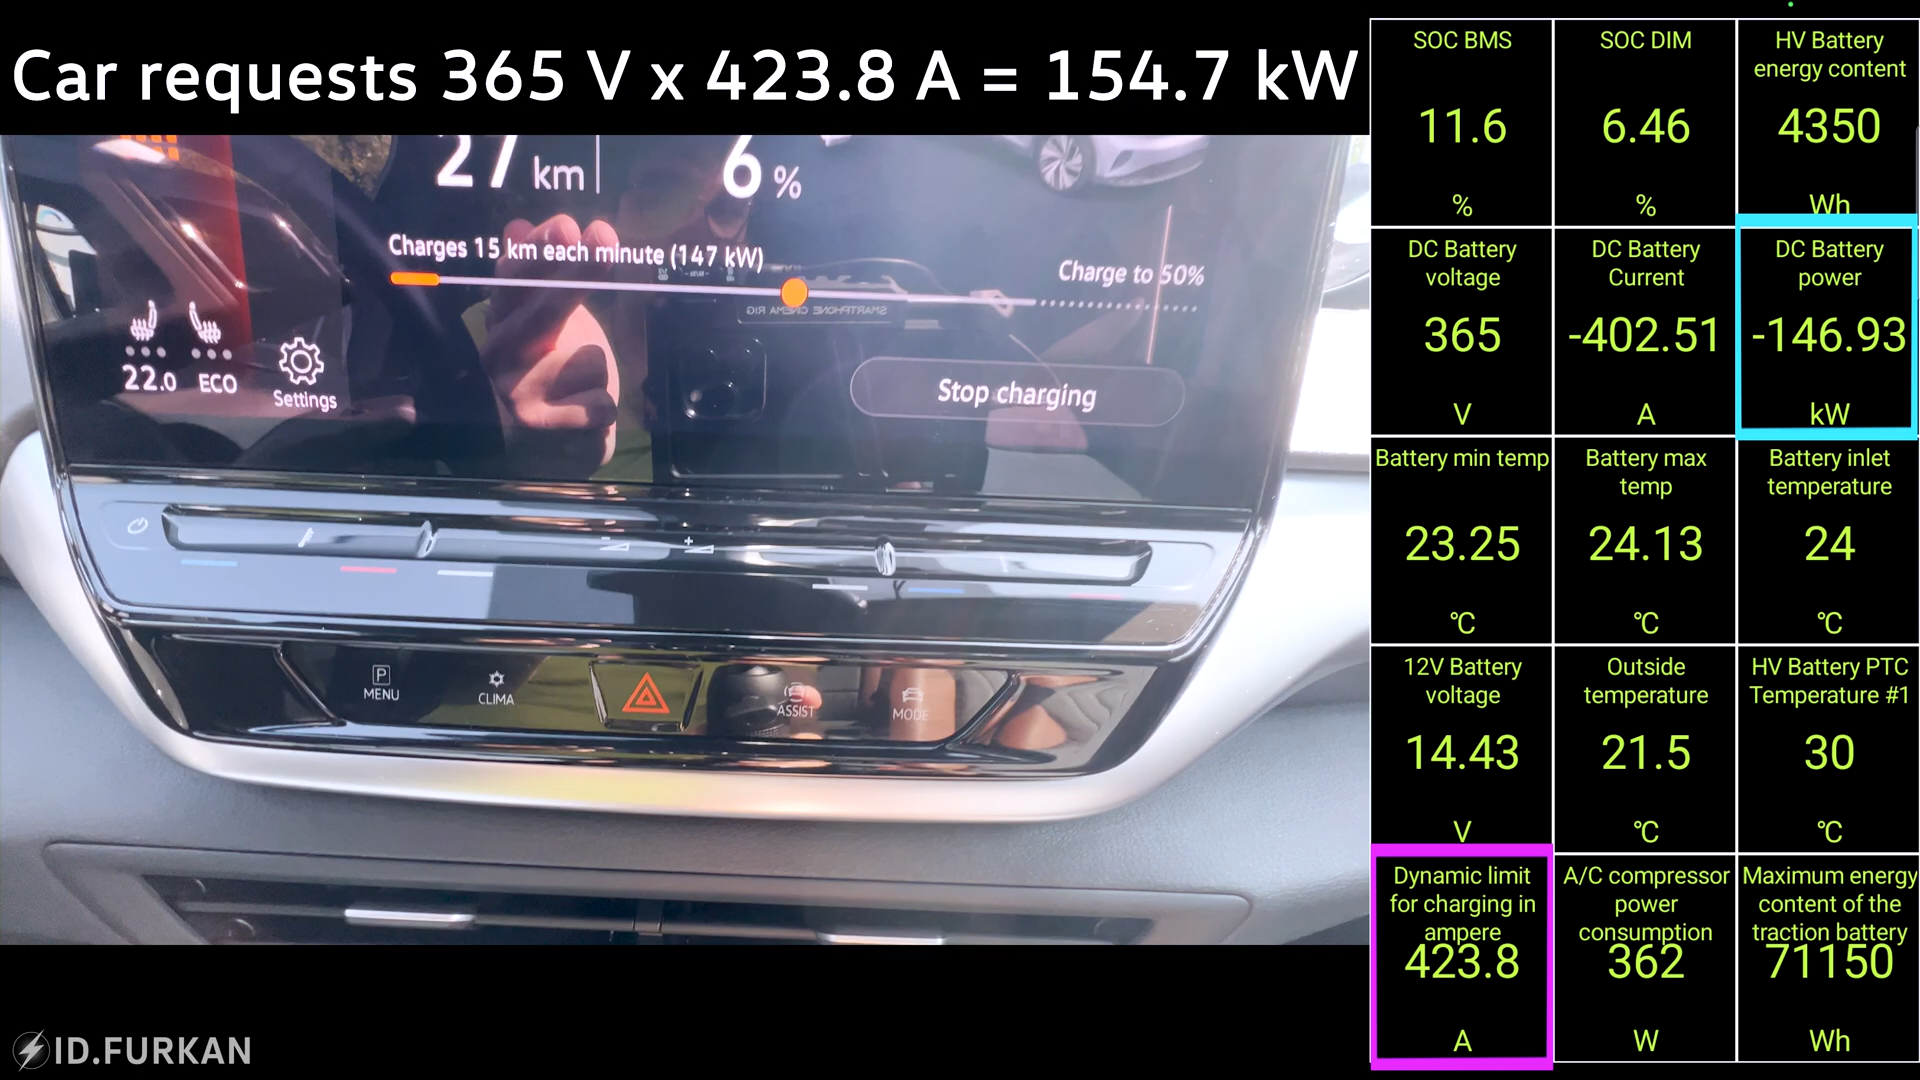 Car requests 365 V x 423.8 A = 154.7 kW
27 km
6 %
Charges 15 km each minute (147 kW)
Charge to 50%
SMARTPHONE CINEMA RIG
22.0
ECO
Settings
Stop charging
P
MENU
CLIMA
ASSIST
MODE
ID.FURKAN
SOC BMS
11.6
%
SOC DIM
6.46
%
HV Battery
energy content
4350
Wh
DC Battery
voltage
365
V
DC Battery
Current
-402.51
A
DC Battery
power
-146.93
kW
Battery min temp
23.25
°C
Battery max
temp
24.13
°C
Battery inlet
temperature
24
°C
12V Battery
voltage
14.43
V
Outside
temperature
21.5
°C
HV Battery PTC
Temperature #1
30
°C
Dynamic limit
for charging in
ampere
423.8
A
A/C compressor
power
consumption
362
W
Maximum energy
content of the
traction battery
71150
Wh